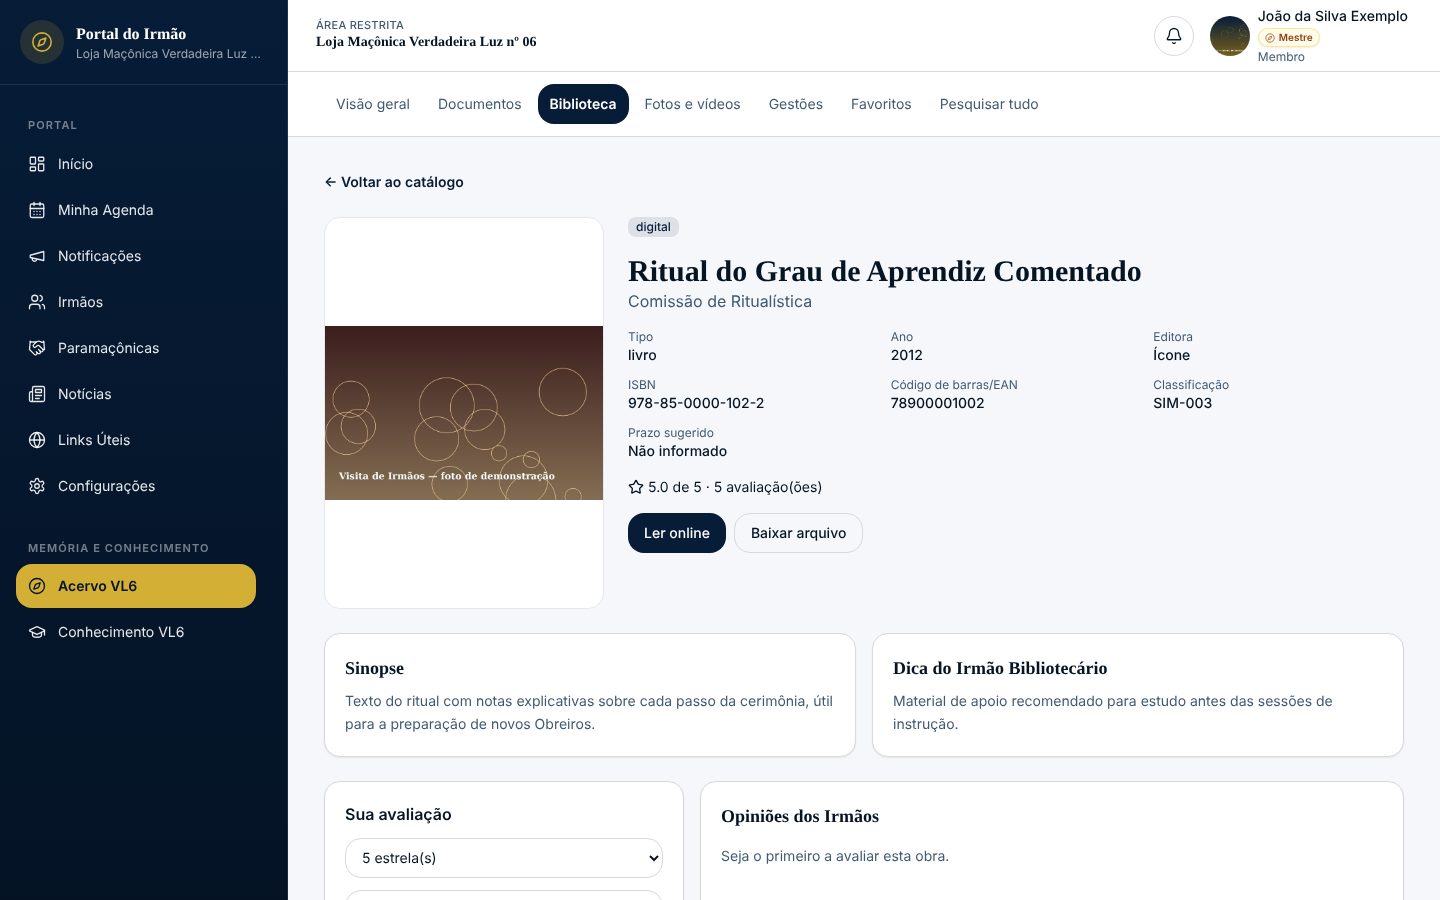 Portal do Irmão
Loja Maçônica Verdadeira Luz ...
PORTAL
Início
Minha Agenda
Notificações
Irmãos
Paramaçônicas
Notícias
Links Úteis
Configurações
MEMÓRIA E CONHECIMENTO
Acervo VL6
Conhecimento VL6
ÁREA RESTRITA
Loja Maçônica Verdadeira Luz nº 06
João da Silva Exemplo
Mestre
Membro
Visão geral
Documentos
Biblioteca
Fotos e vídeos
Gestões
Favoritos
Pesquisar tudo
← Voltar ao catálogo
Visita de Irmãos — foto de demonstração
digital
Ritual do Grau de Aprendiz Comentado
Comissão de Ritualística
Tipo
livro
Ano
2012
Editora
Ícone
ISBN
978-85-0000-102-2
Código de barras/EAN
78900001002
Classificação
SIM-003
Prazo sugerido
Não informado
5.0 de 5 · 5 avaliação(ões)
Ler online
Baixar arquivo
Sinopse
Texto do ritual com notas explicativas sobre cada passo da cerimônia, útil
para a preparação de novos Obreiros.
Dica do Irmão Bibliotecário
Material de apoio recomendado para estudo antes das sessões de
instrução.
Sua avaliação
5 estrela(s)
Opiniões dos Irmãos
Seja o primeiro a avaliar esta obra.